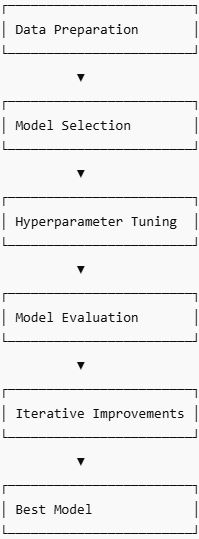 Data Preparation
Model Selection
Hyperparameter Tuning
Model Evaluation
Iterative Improvements
Best Model